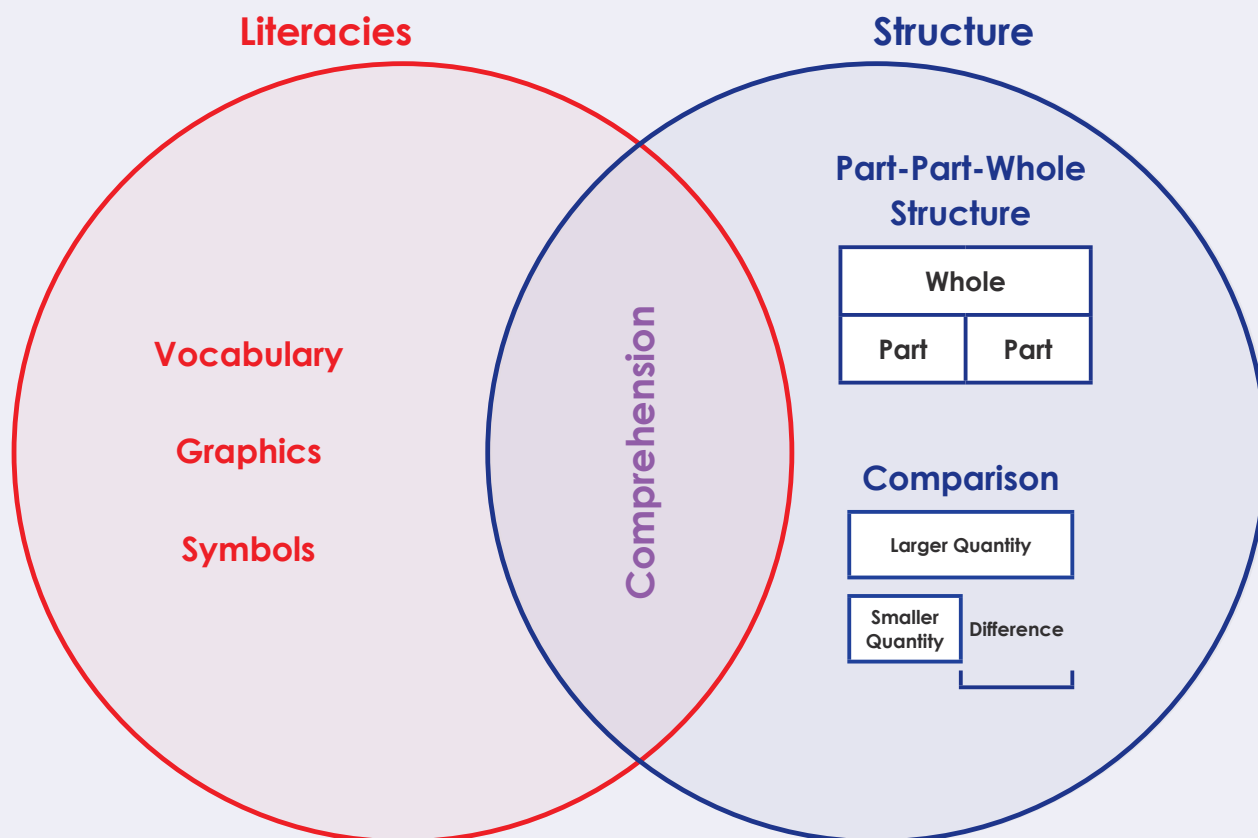 Literacies
Structure
Vocabulary
Graphics
Symbols
Comprehension
Part-Part-Whole
Structure
Whole
Part
Part
Comparison
Larger Quantity
Smaller
Quantity
Difference